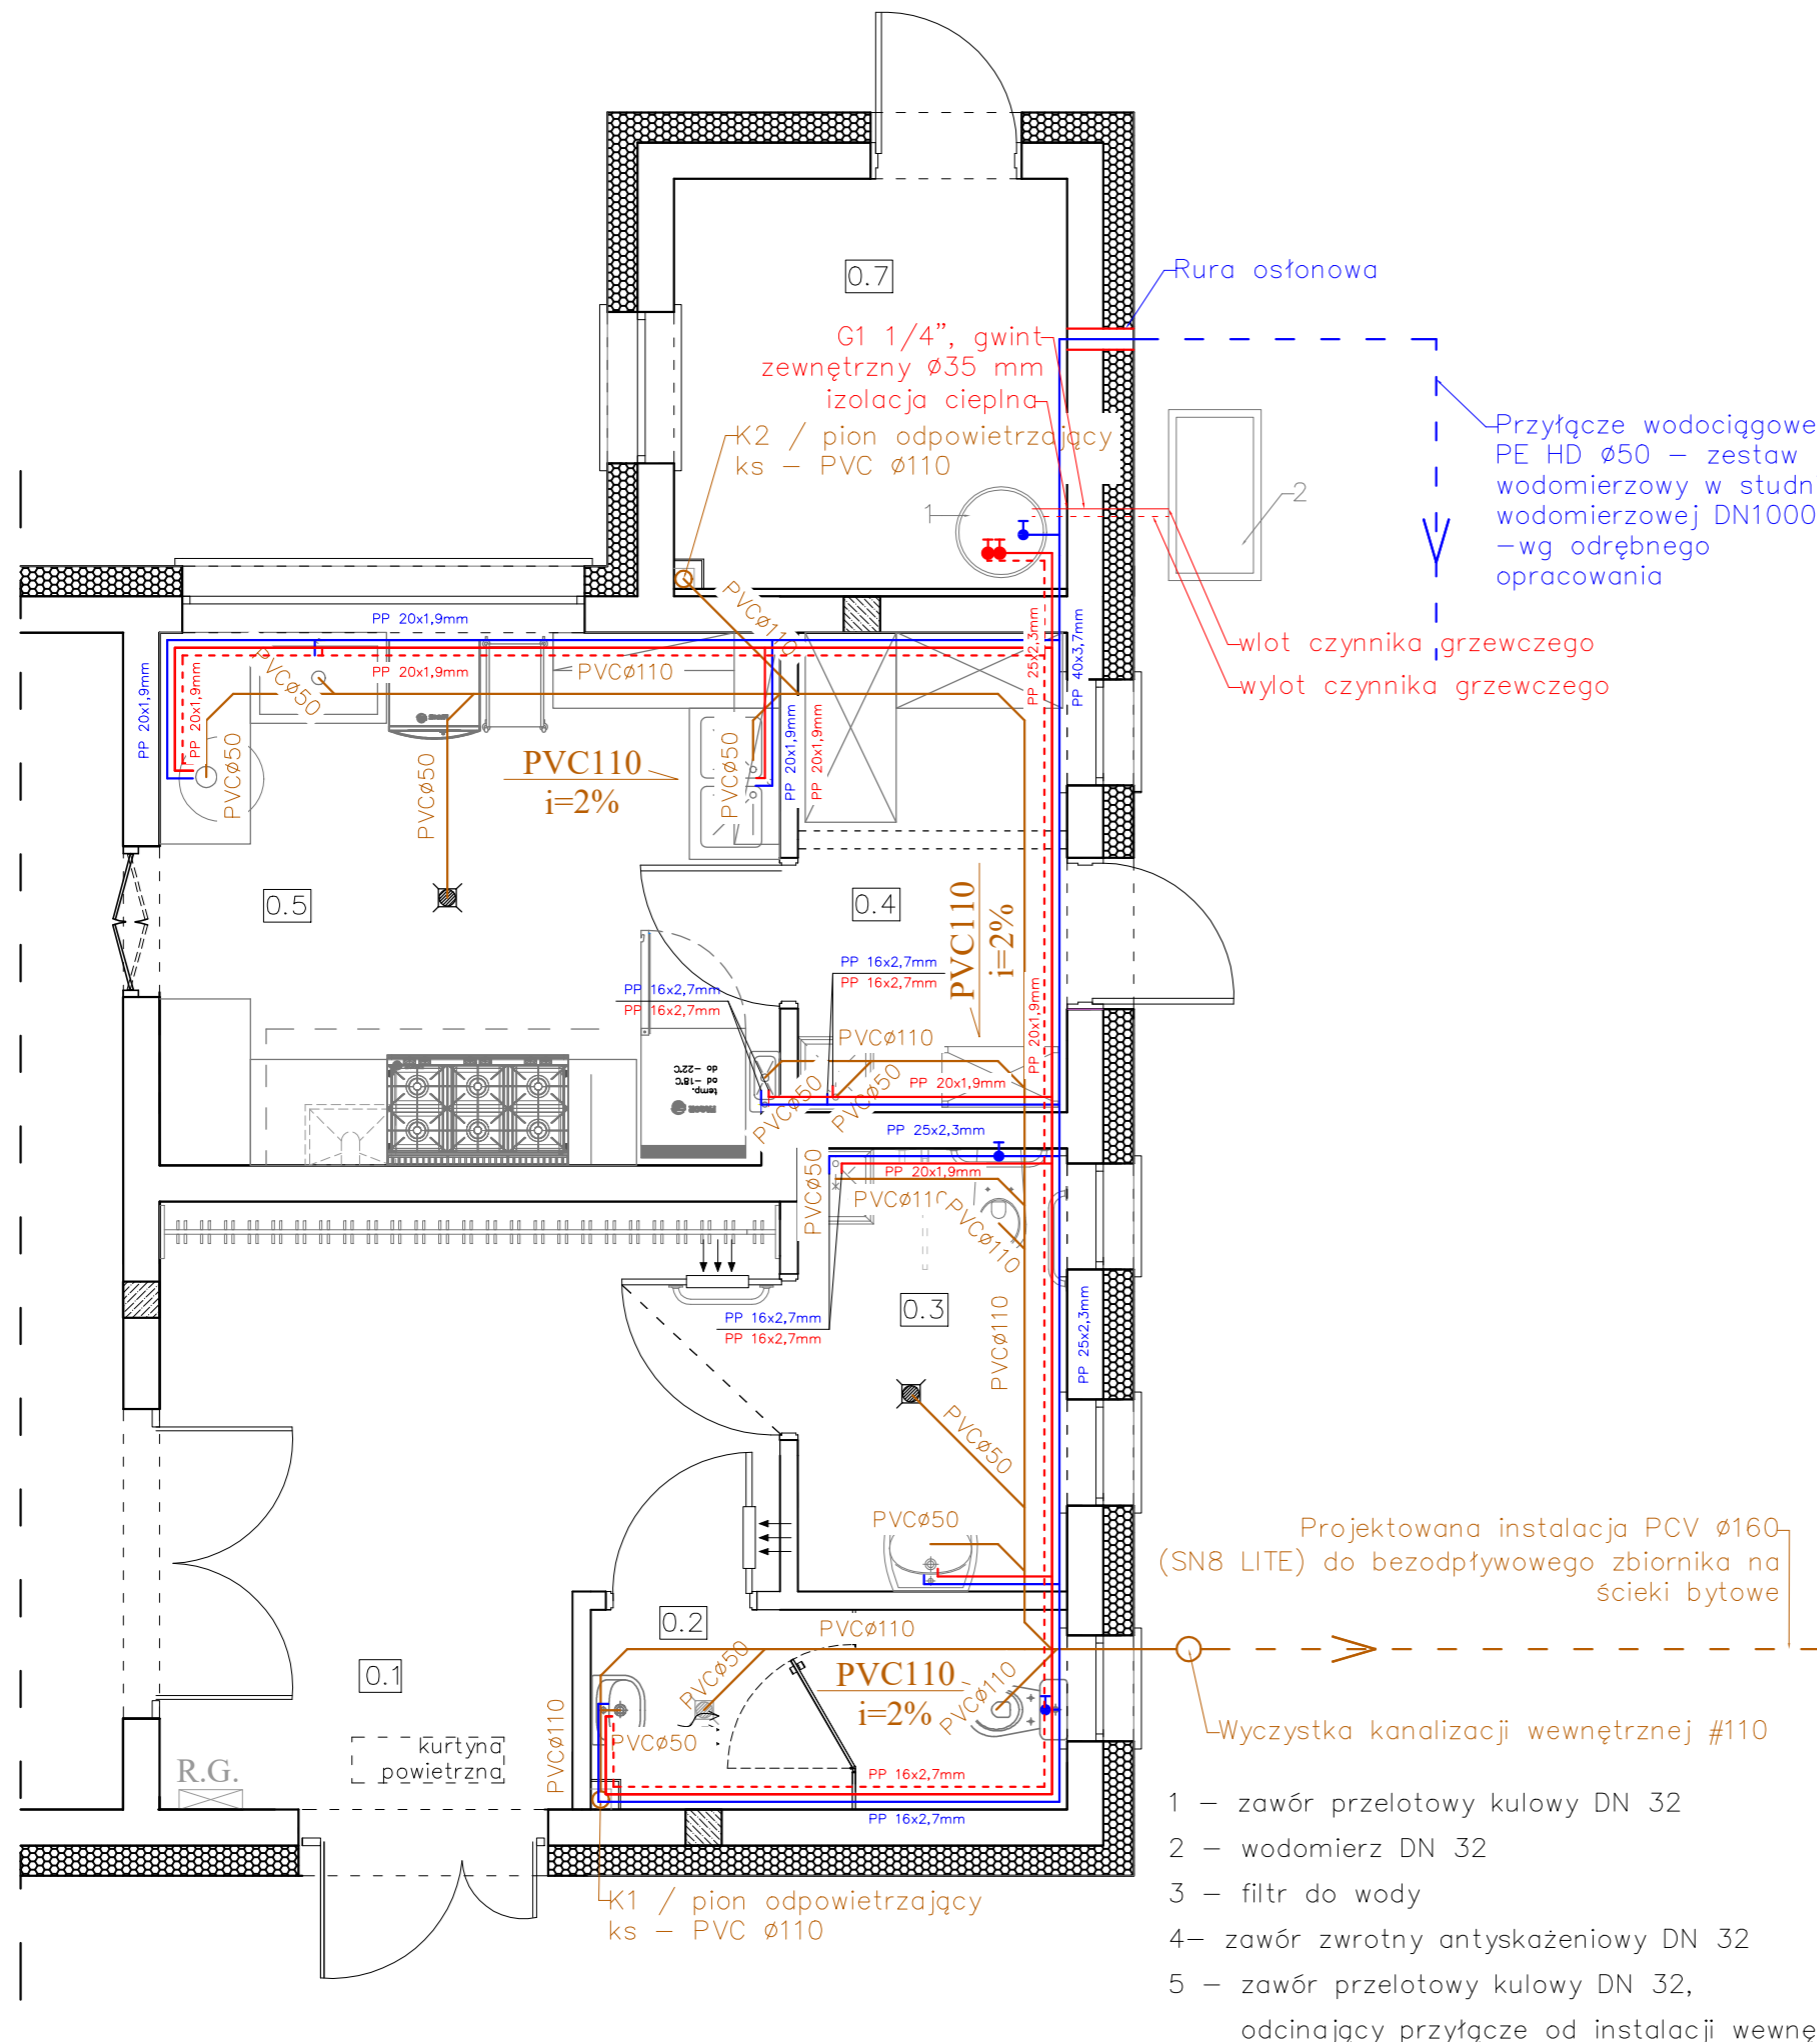 0.7
Rura osłonowa
G1 1/4”, gwint
zewnętrzny ø35 mm
izolacja cieplna
K2 / pion odpowietrzający
ks – PVC ø110
1
2
Przyłącze wodociągowe
PE HD ø50 – zestaw
wodomierzowy w studn
wodomierzowej DN1000
–wg odrębnego
opracowania
wlot czynnika grzewczego
wylot czynnika grzewczego
PP 20x1,9mm
PP 20x1,9mm
PVCø110
PVCø110
PVCø50
PP 20x1,9mm
PP 20x1,9mm
PVCø50
PVCø50
PVCø50
PP 20x1,9mm
PP 20x1,9mm
PP 25x2,3mm
PP 40x3,7mm
PVC110
i=2%
0.5
0.4
PVC110
i=2%
PP 16x2,7mm
PP 16x2,7mm
PP 16x2,7mm
PP 16x2,7mm
PP 20x1,9mm
PVCø110
PVCø50
PVCø50
PP 20x1,9mm
temp.
od –18°C
do –22°C
FAGOR
PP 25x2,3mm
PP 20x1,9mm
PVCø50
PVCø110
PVCø110
PP 16x2,7mm
PP 16x2,7mm
0.3
PVCø110
PP 25x2,3mm
PVCø50
PVCø50
Projektowana instalacja PCV ø160
(SN8 LITE) do bezodpływowego zbiornika na
ścieki bytowe
0.2
PVCø110
0.1
PVCø50
PVC110
i=2%
PVCø110
PVCø50
PVCø110
Wyczystka kanalizacji wewnętrznej #110
kurtyna
powietrzna
R.G.
PP 16x2,7mm
PP 16x2,7mm
K1 / pion odpowietrzający
ks – PVC ø110
1 – zawór przelotowy kulowy DN 32
2 – wodomierz DN 32
3 – filtr do wody
4– zawór zwrotny antyskażeniowy DN 32
5 – zawór przelotowy kulowy DN 32,
odcinający przyłącze od instalacji wewnę